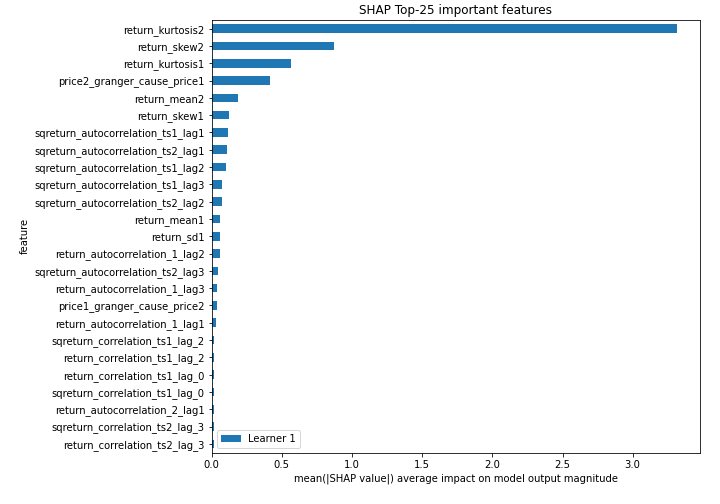 SHAP Top-25 important features
return_kurtosis2
return_skew2
return_kurtosis1
price2_granger_cause_price1
return_mean2
return_skew1
sqreturn_autocorrelation_ts1_lag1
sqreturn_autocorrelation_ts2_lag1
sqreturn_autocorrelation_ts1_lag2
sqreturn_autocorrelation_ts1_lag3
sqreturn_autocorrelation_ts2_lag2
return_mean1
return_sd1
return_autocorrelation_1_lag2
sqreturn_autocorrelation_ts2_lag3
return_autocorrelation_1_lag3
price1_granger_cause_price2
return_autocorrelation_1_lag1
sqreturn_correlation_ts1_lag_2
return_correlation_ts1_lag_2
return_correlation_ts1_lag_0
sqreturn_correlation_ts1_lag_0
return_autocorrelation_2_lag1
sqreturn_correlation_ts2_lag_3
return_correlation_ts2_lag_3
feature
Learner 1
0.0 0.5 1.0 1.5 2.0 2.5 3.0
mean(|SHAP value|) average impact on model output magnitude